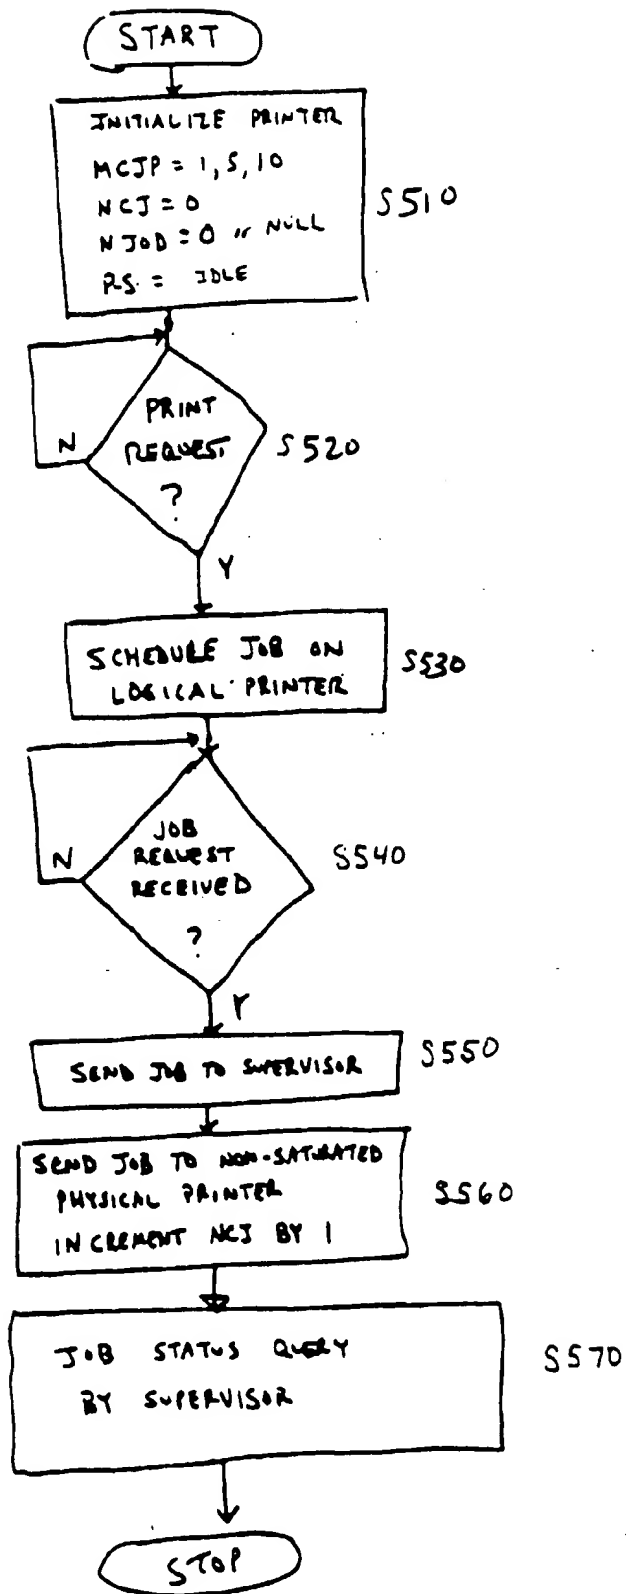 START
INITIALIZE PRINTER
MCJP = 1, 5, 10
NCJ = 0
NJOB = 0 " NULL
P.S. = IDLE
S510
PRINT
REQUEST
?
N
S520
Y
SCHEDULE JOB ON
LOGICAL PRINTER
S530
JOB
REQUEST
RECEIVED
?
N
S540
Y
SEND JOB TO SUPERVISOR
S550
SEND JOB TO NON-SATURATED
PHYSICAL PRINTER
INCREMENT NCJ BY 1
S560
JOB STATUS QUERY
BY SUPERVISOR
S570
STOP